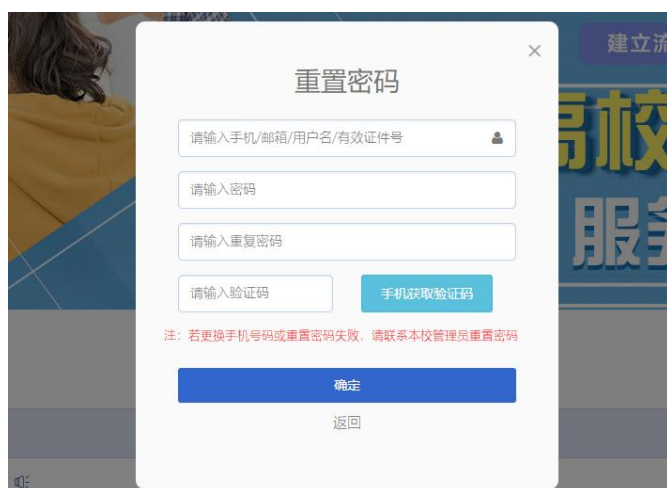 建立流
重置密码
高校
请输入手机/邮箱/用户名/有效证件号
请输入密码
服务
请输入重复密码
请输入验证码
手机获取验证码
注：若更换手机号码或重置密码失败，请联系本校管理员重置密码
确定
返回